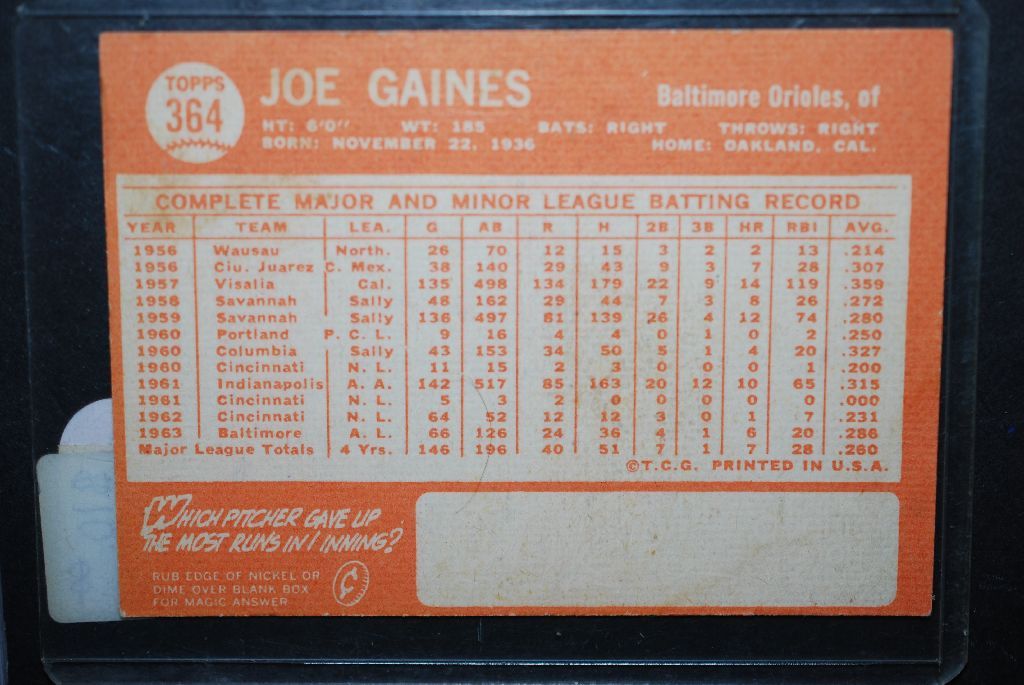 TOPPS
364
JOE GAINES
Baltimore Orioles, of
HT: 6'0" WT: 185 BATS: RIGHT THROWS: RIGHT
BORN: NOVEMBER 22, 1936 HOME: OAKLAND, CAL.
COMPLETE MAJOR AND MINOR LEAGUE BATTING RECORD
YEAR TEAM LEA. G AB R H 2B 3B HR RBI AVG.
1956 Wausau North. 26 70 12 15 3 2 2 13 .214
1956 Ciu. Juarez C. Mex. 38 140 29 43 9 3 7 28 .307
1957 Visalia Cal. 135 498 134 179 22 9 14 119 .359
1958 Savannah Sally 48 162 29 44 7 3 8 26 .272
1959 Savannah Sally 136 497 81 139 26 4 12 74 .280
1960 Portland P. C. L. 9 16 4 4 0 1 0 2 .250
1960 Columbia Sally 43 153 34 50 5 1 4 20 .327
1960 Cincinnati N. L. 11 15 2 3 0 0 0 1 .200
1961 Indianapolis A. A. 142 517 85 163 20 12 10 65 .315
1961 Cincinnati N. L. 5 3 2 0 0 0 0 0 .000
1962 Cincinnati N. L. 64 52 12 12 3 0 1 7 .231
1963 Baltimore A. L. 66 126 24 36 4 1 6 20 .286
Major League Totals 4 Yrs. 146 196 40 51 7 1 7 28 .260
©T.C.G. PRINTED IN U.S.A.
WHICH PITCHER GAVE UP
THE MOST RUNS IN 1 INNING?
RUB EDGE OF NICKEL OR
DIME OVER BLANK BOX
FOR MAGIC ANSWER
¢